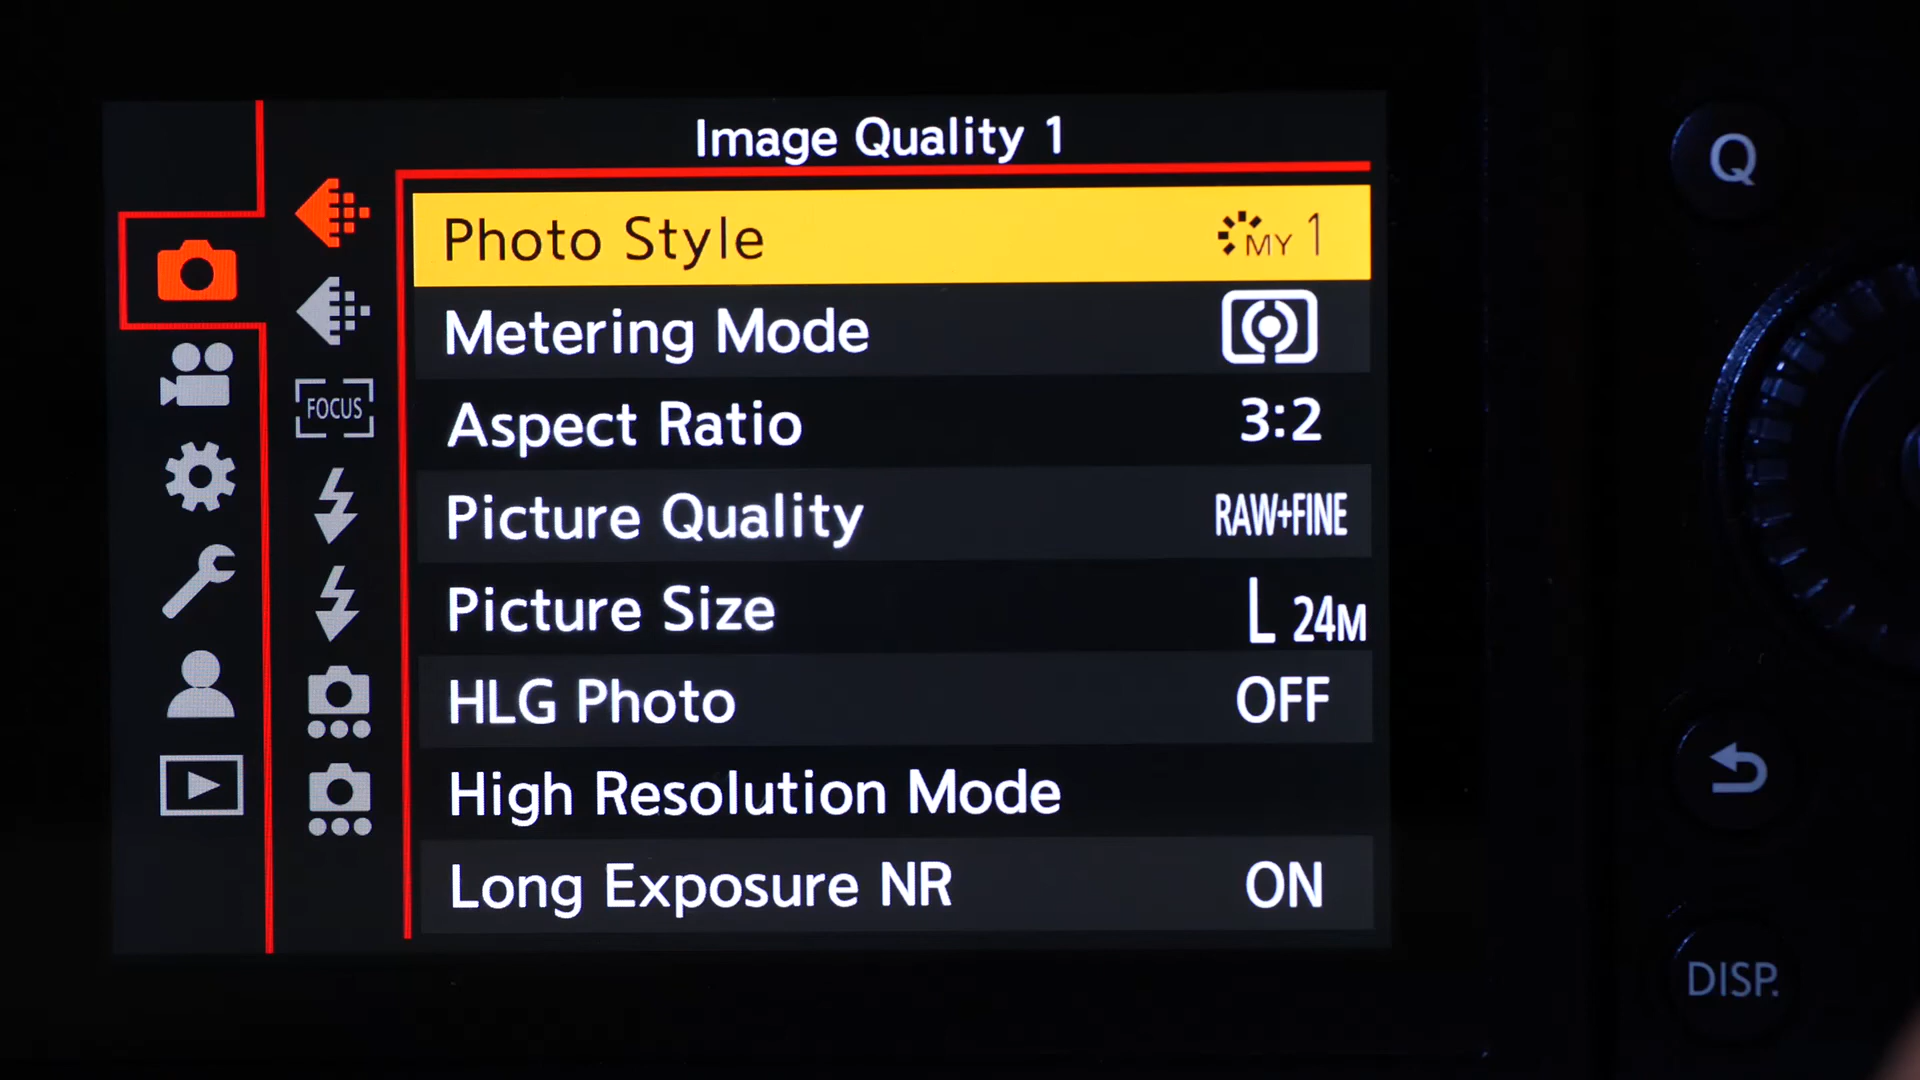 Image Quality 1
Photo Style MY 1
Metering Mode
Aspect Ratio 3:2
Picture Quality RAW+FINE
Picture Size L 24M
HLG Photo OFF
High Resolution Mode
Long Exposure NR ON
FOCUS
Q
DISP.